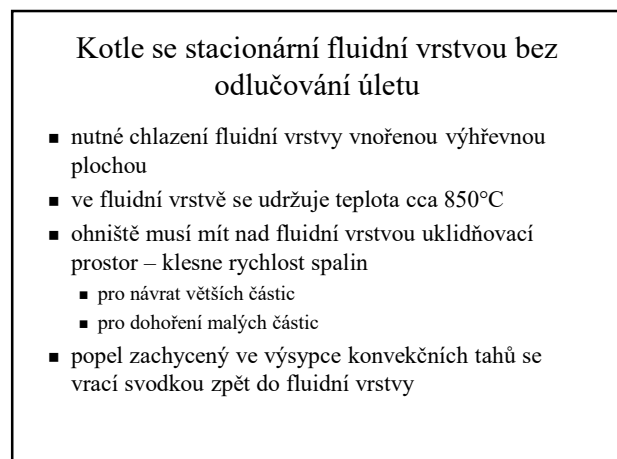 Kotle se stacionární fluidní vrstvou bez
odlučování úletu
■ nutné chlazení fluidní vrstvy vnořenou výhřevnou
plochou
■ ve fluidní vrstvě se udržuje teplota cca 850°C
■ ohniště musí mít nad fluidní vrstvou uklidňovací
prostor – klesne rychlost spalin
■ pro návrat větších částic
■ pro dohoření malých částic
■ popel zachycený ve výsypce konvekčních tahů se
vrací svodkou zpět do fluidní vrstvy